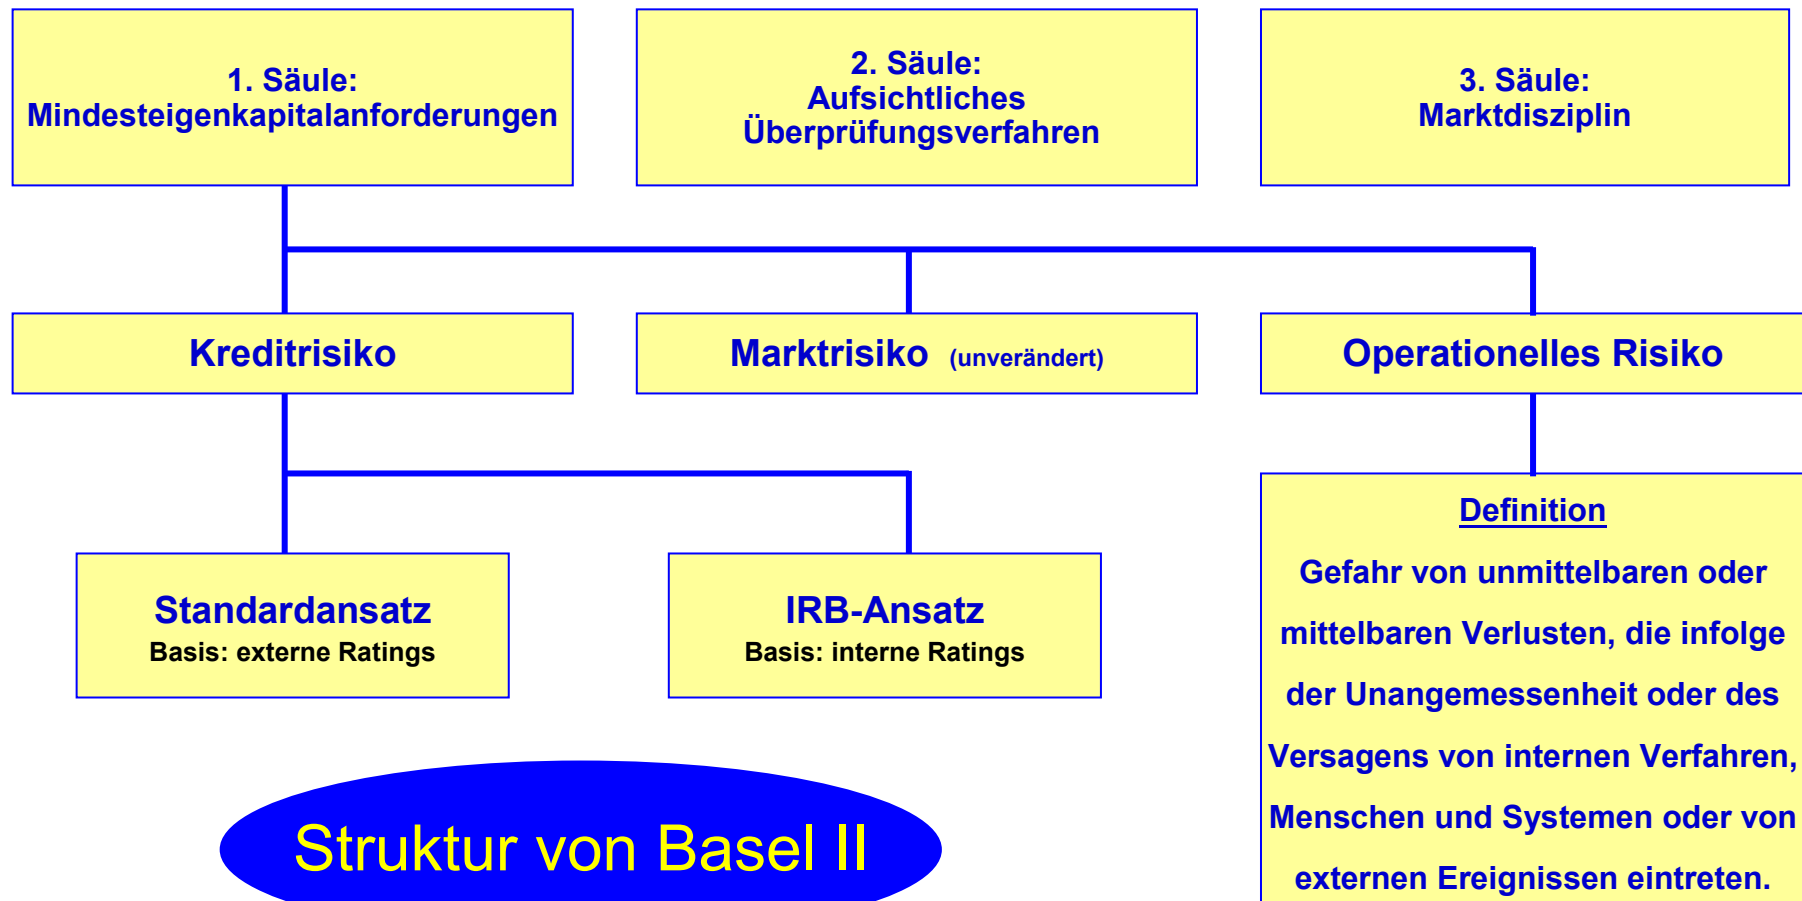 1. Säule:
Mindesteigenkapitalanforderungen
2. Säule:
Aufsichtliches
Überprüfungsverfahren
3. Säule:
Marktdisziplin
Kreditrisiko
Marktrisiko (unverändert)
Operationelles Risiko
Standardansatz
Basis: externe Ratings
IRB-Ansatz
Basis: interne Ratings
Definition
Gefahr von unmittelbaren oder
mittelbaren Verlusten, die infolge
der Unangemessenheit oder des
Versagens von internen Verfahren,
Menschen und Systemen oder von
externen Ereignissen eintreten.
Struktur von Basel II